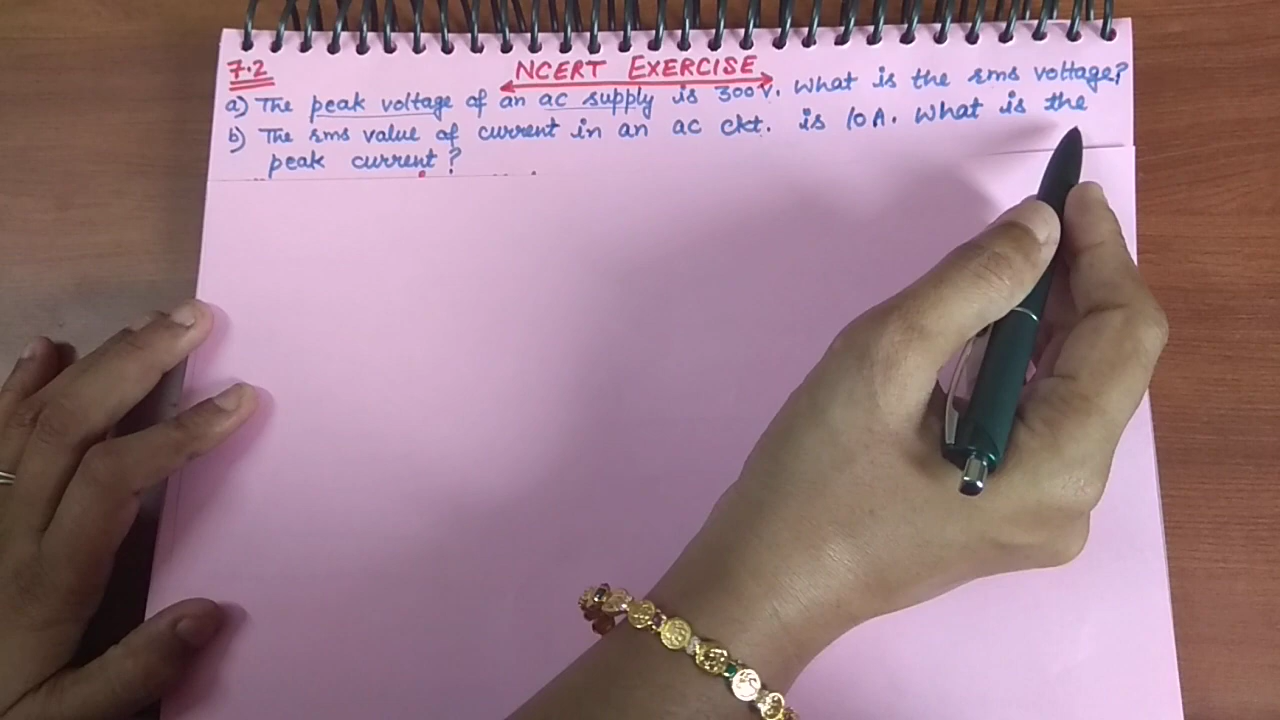 7.2 NCERT EXERCISE
a) The peak voltage of an ac supply is 300V. What is the rms voltage?
b) The rms value of current in an ac ckt. is 10A. What is the
peak current?